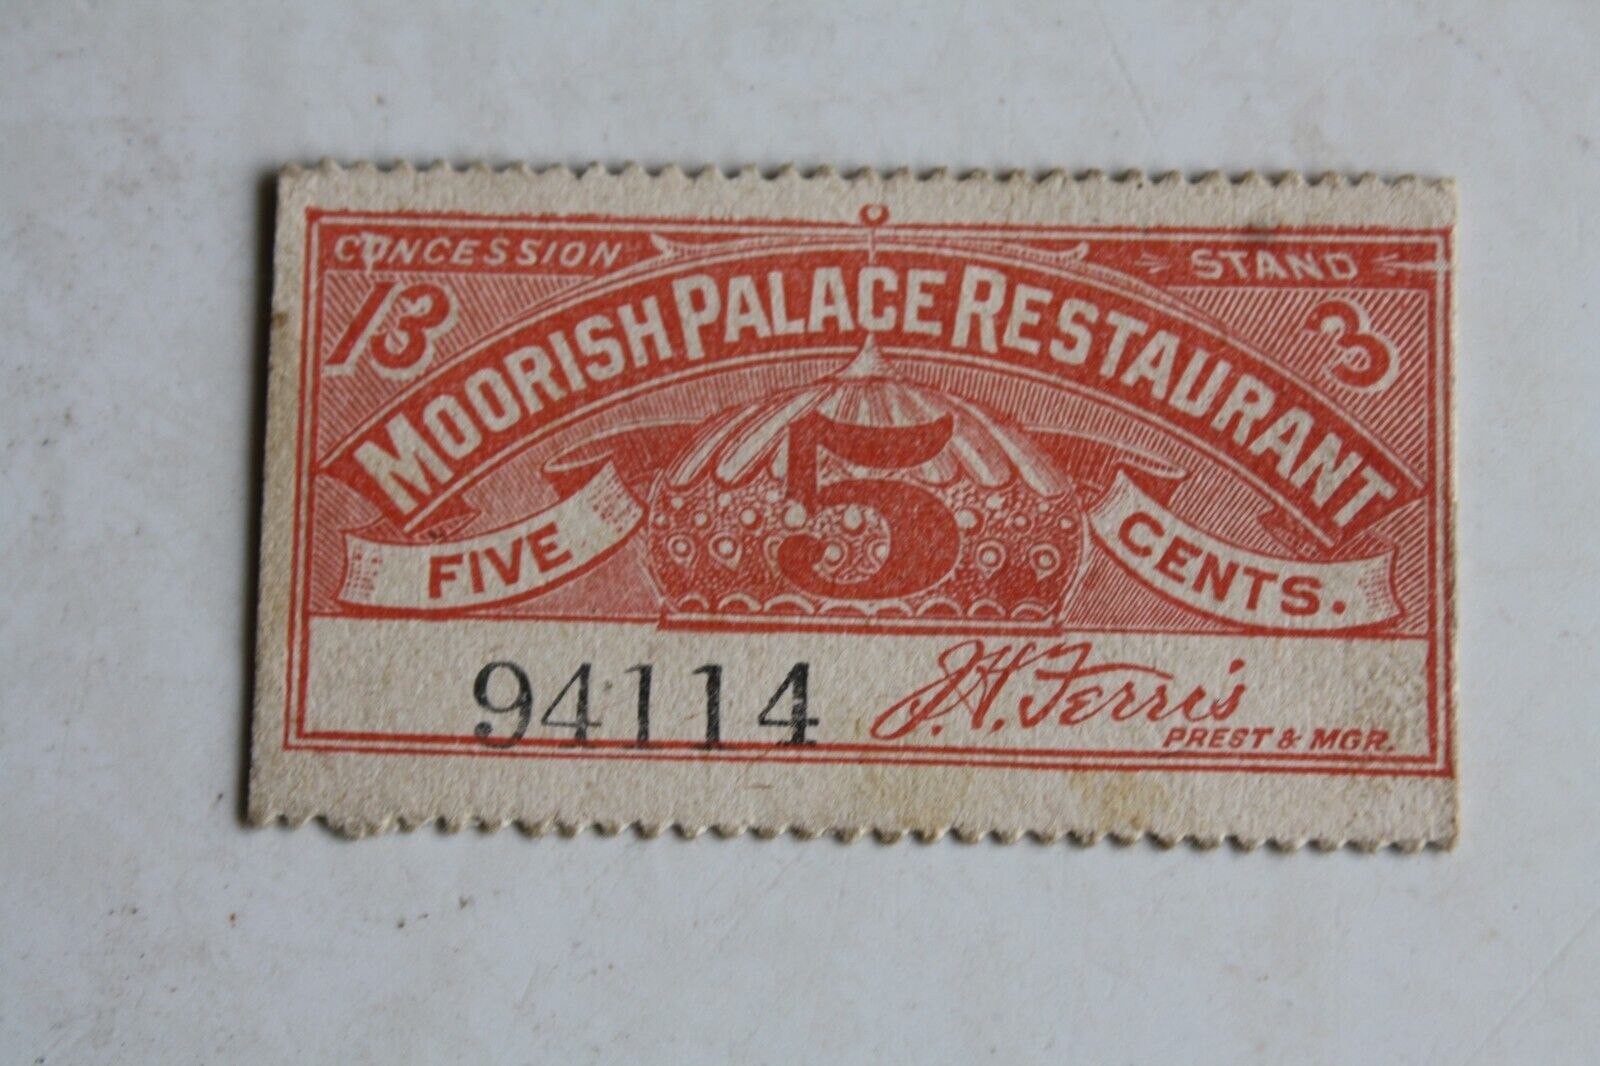 CONCESSION STAND
13 3
MOORISH PALACE RESTAURANT
5
FIVE CENTS.
94114 J. H. Ferris
PREST & MGR.